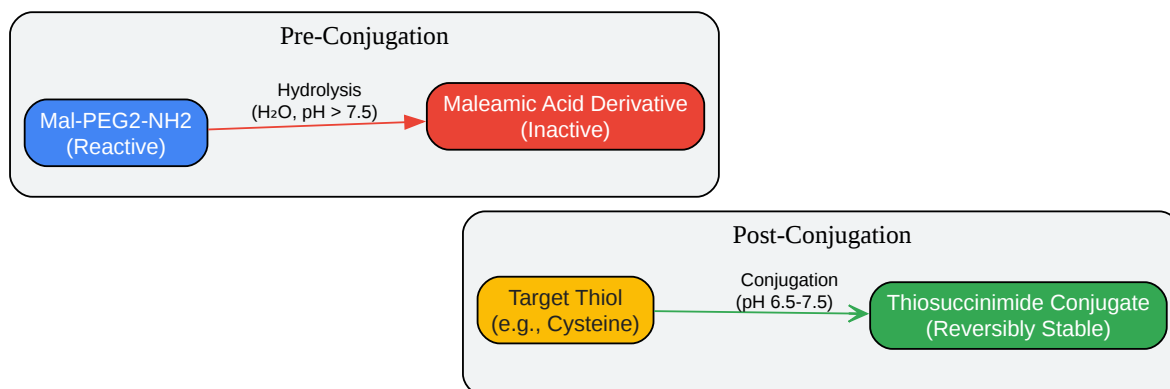 Pre-Conjugation
Mal-PEG2-NH2
(Reactive)
Hydrolysis
(H₂O, pH > 7.5)
Maleamic Acid Derivative
(Inactive)
Post-Conjugation
Target Thiol
(e.g., Cysteine)
Conjugation
(pH 6.5-7.5)
Thiosuccinimide Conjugate
(Reversibly Stable)